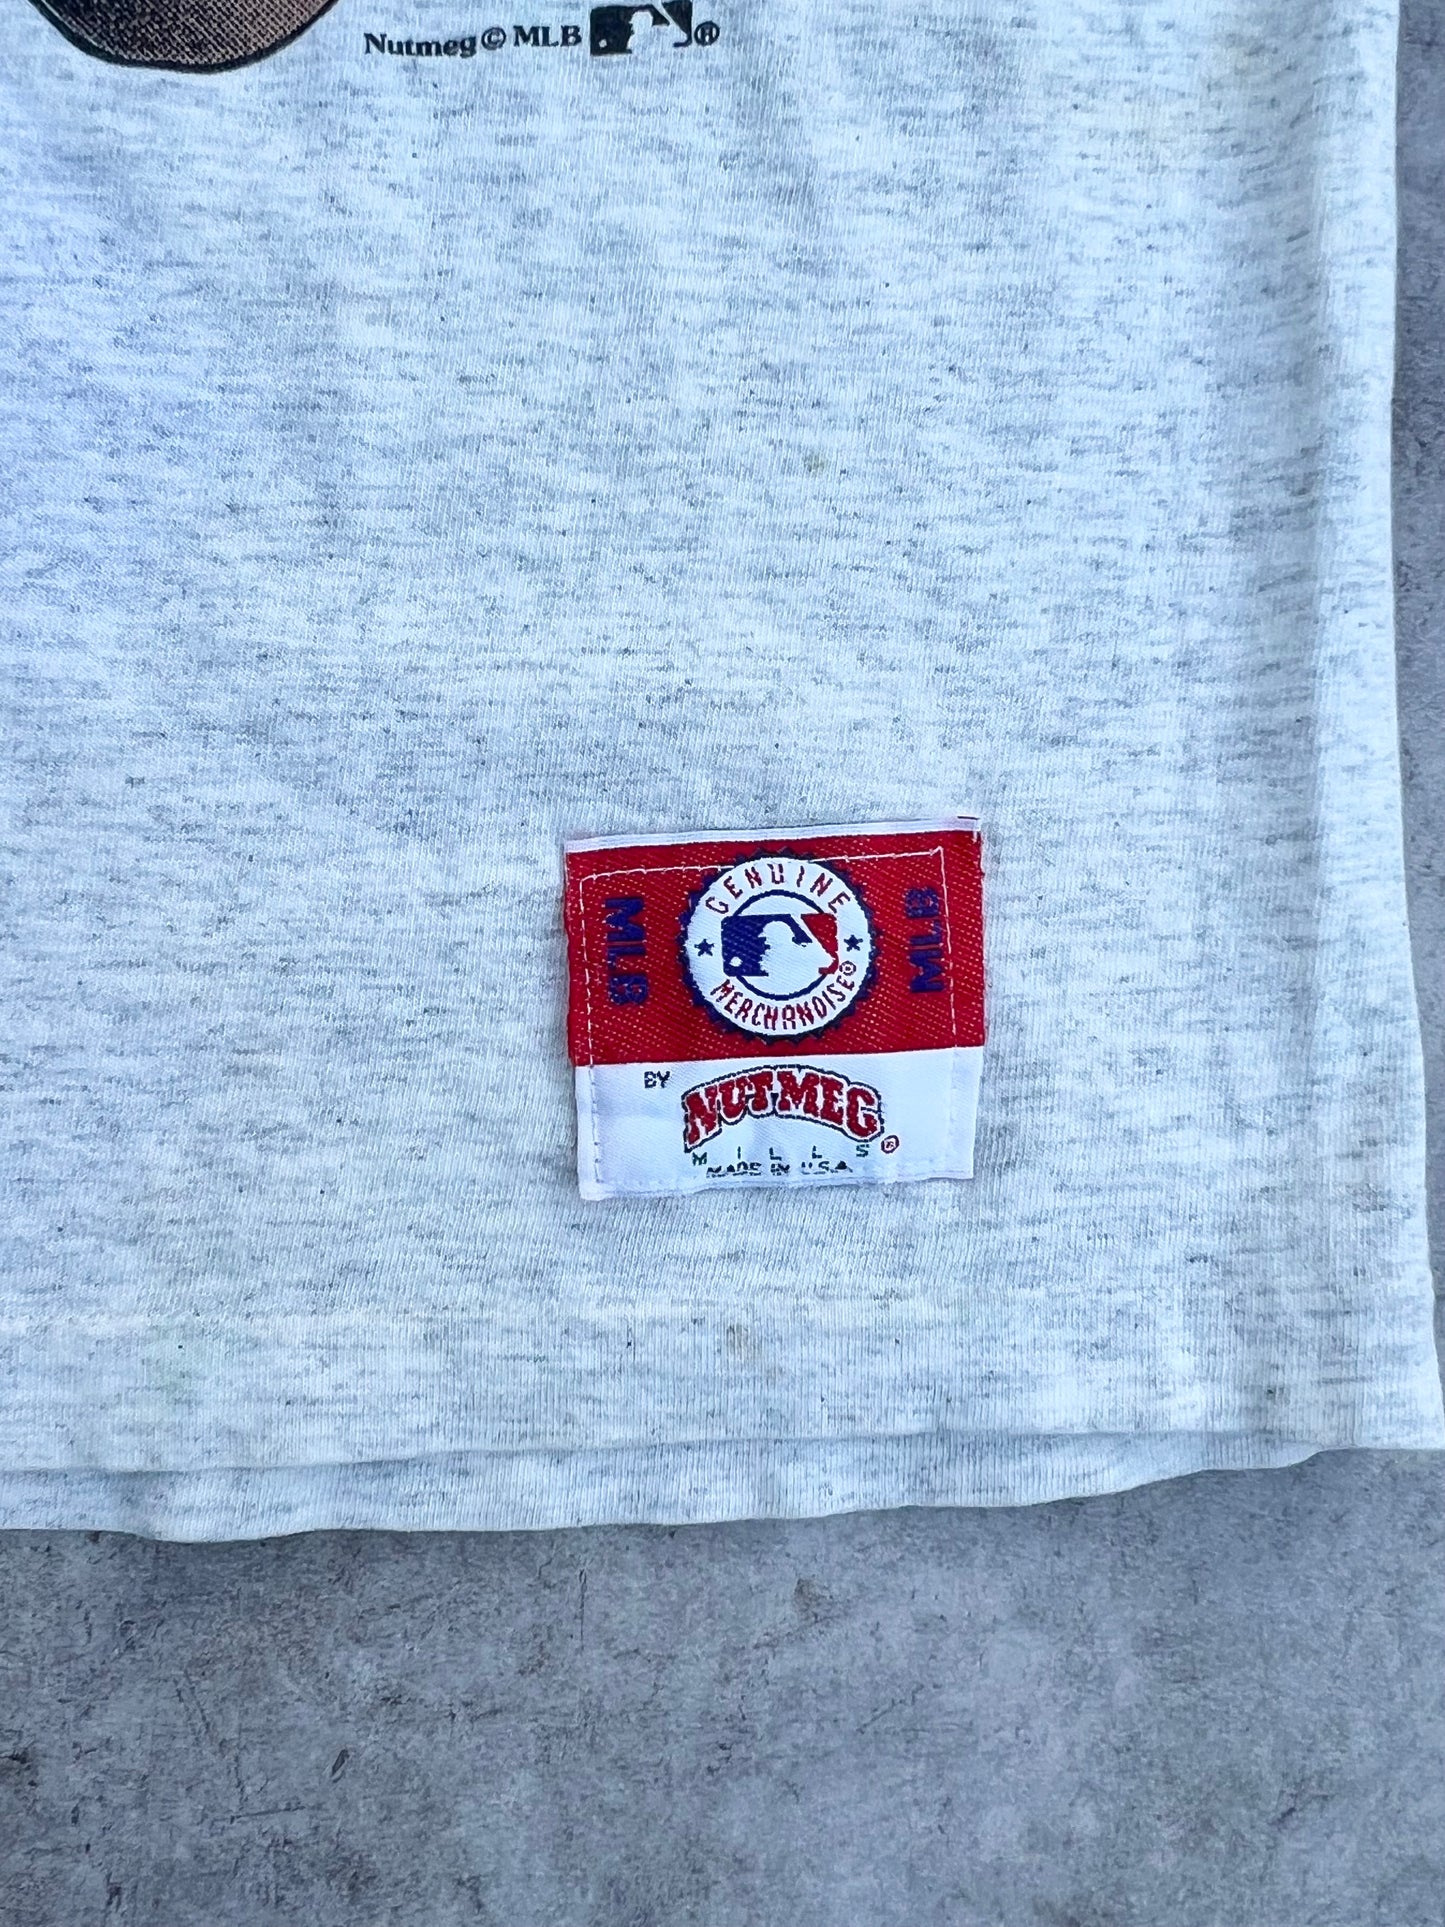 Nutmeg © MLB ®
GENUINE
MLB
MLB
MERCHANDISE ®
BY
NUTMEG
MILLS ®
MADE IN U.S.A.